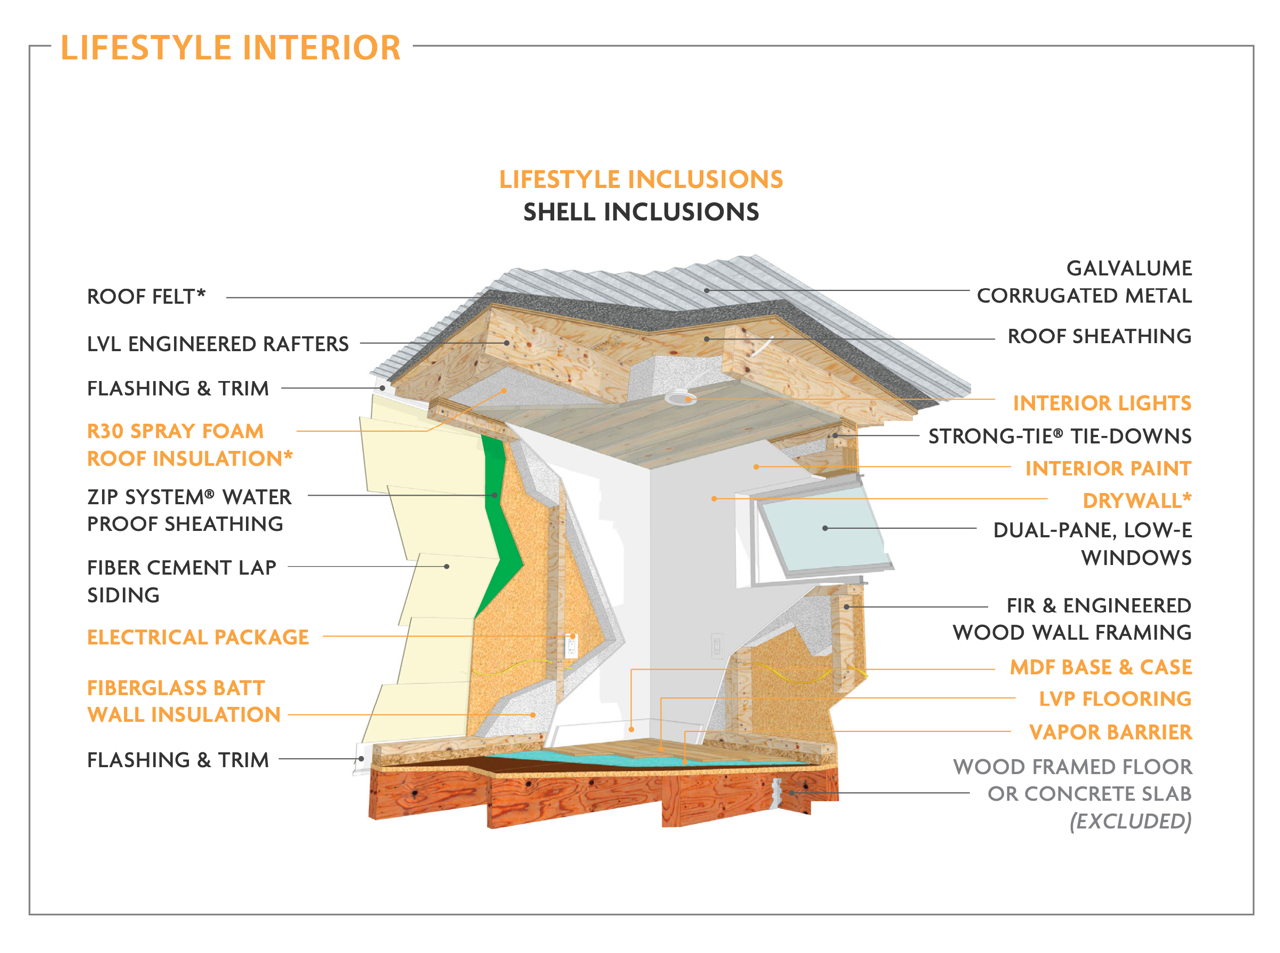 LIFESTYLE INTERIOR
LIFESTYLE INCLUSIONS
SHELL INCLUSIONS
ROOF FELT*
LVL ENGINEERED RAFTERS
FLASHING & TRIM
R30 SPRAY FOAM
ROOF INSULATION*
ZIP SYSTEM® WATER
PROOF SHEATHING
FIBER CEMENT LAP
SIDING
ELECTRICAL PACKAGE
FIBERGLASS BATT
WALL INSULATION
FLASHING & TRIM
GALVALUME
CORRUGATED METAL
ROOF SHEATHING
INTERIOR LIGHTS
STRONG-TIE® TIE-DOWNS
INTERIOR PAINT
DRYWALL*
DUAL-PANE, LOW-E
WINDOWS
FIR & ENGINEERED
WOOD WALL FRAMING
MDF BASE & CASE
LVP FLOORING
VAPOR BARRIER
WOOD FRAMED FLOOR
OR CONCRETE SLAB
(EXCLUDED)